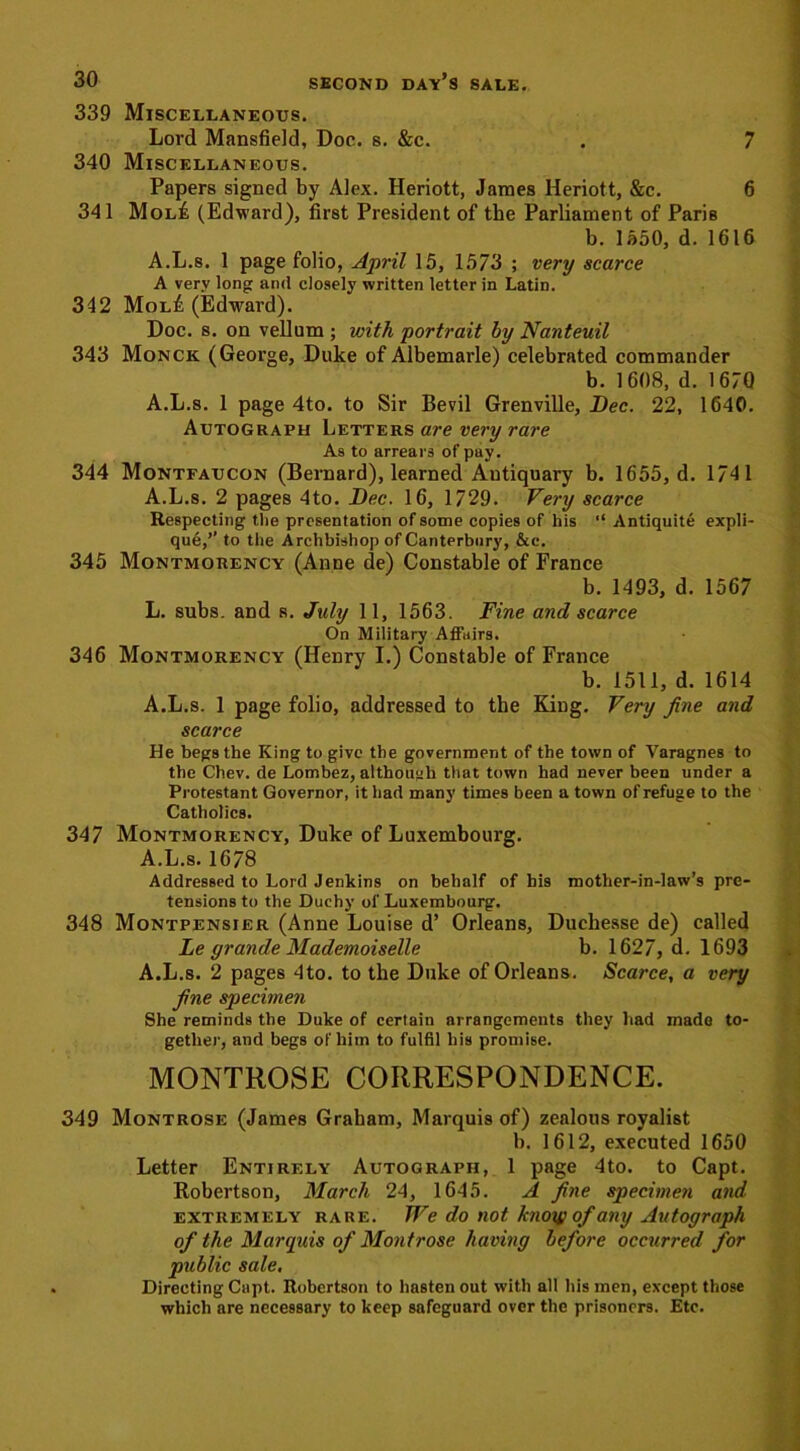 30 SECOND DAY'S SALE.
339 MISCELLANEOUS.
Lord Mansfield, Doc. s. &c. . 7
340 MISCELLANEOUS.
Papers signed by Alex. Heriott, James Heriott, &c. 6
341 MOLÉ (Edward), first President of the Parliament of Paris
b. 1550, d. 1616
A.L.s. 1 page folio, April 15, 1573 ; very scarce
A very long and closely written letter in Latin.
342 MOLÉ (Edward).
Doc. s. on vellum ; with portrait by Nanteuil
343 MONCK (George, Duke of Albemarle) celebrated commander
b. 1608, d. 1670
A.L.s. 1 page 4to. to Sir Bevil Grenville, Dec. 22, 1640.
AUTOGRAPH LETTERS are very rare
As to arrears of pay.
344 MONTFAUCON (Bernard), learned Antiquary b. 1655, d. 1741
A.L.s. 2 pages 4to. Dec. 16, 1729. Very scarce
Respecting the presentation of some copies of his “ Antiquité expli-
qué,” to the Archbishop of Canterbury, &c.
345 MONTMORENCY (Anne de) Constable of France
b. 1493, d. 1567
L. subs. and s. July 11, 1563. Fine and scarce
On Military Affairs.
346 MONTMORENCY (Henry I.) Constable of France
b. 1511, d. 1614
A.L.s. 1 page folio, addressed to the King. Very fine and
scarce
He begs the King to give the government of the town of Varagnes to
the Chev. de Lombez, although that town had never been under a
Protestant Governor, it had many times been a town of refuge to the
Catholics.
347 MONTMORENCY, Duke of Luxembourg.
A.L.s. 1678
Addressed to Lord Jenkins on behalf of his mother-in-law's pre-
tensions to the Duchy of Luxembourg.
348 MONTPENSIER (Anne Louise d' Orleans, Duchesse de) called
Le grande Mademoiselle b. 1627, d. 1693
A.L.s. 2 pages 4to. to the Duke of Orleans. Scarce, a very
fine specimen
She reminds the Duke of certain arrangements they had made to-
gether, and begs of him to fulfil his promise.
MONTROSE CORRESPONDENCE.
349 MONTROSE (James Graham, Marquis of) zealous royalist
b. 1612, executed 1650
Letter ENTIRELY AUTOGRAPH, 1 page 4to. to Capt.
Robertson, March 24, 1645. A fine specimen and
EXTREMELY RARE. We do not know of any Autograph
of the Marquis of Montrose having before occurred for
public sale.
Directing Capt. Robertson to hasten out with all his men, except those
which are necessary to keep safeguard over the prisoners. Etc.